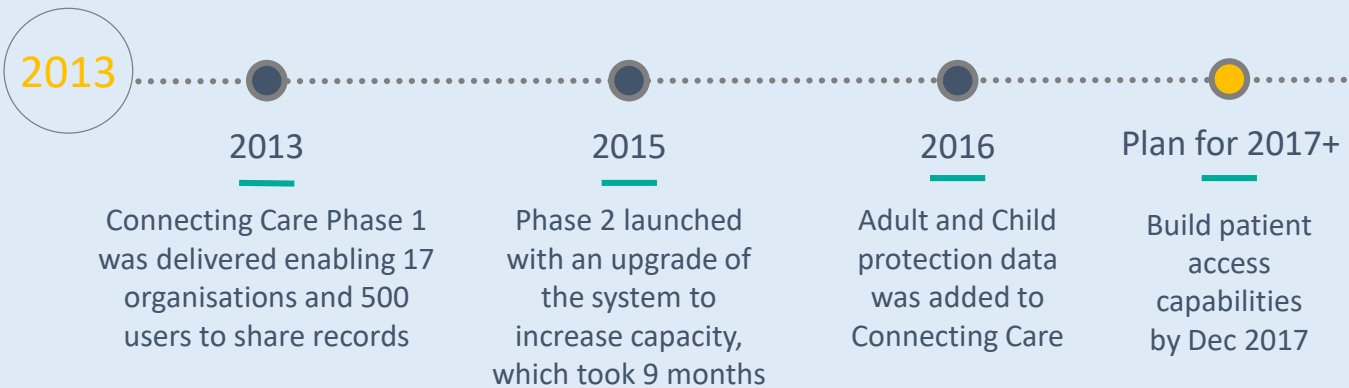 2013
2013
Connecting Care Phase 1
was delivered enabling 17
organisations and 500
users to share records
2015
Phase 2 launched
with an upgrade of
the system to
increase capacity,
which took 9 months
2016
Adult and Child
protection data
was added to
Connecting Care
Plan for 2017+
Build patient
access
capabilities
by Dec 2017